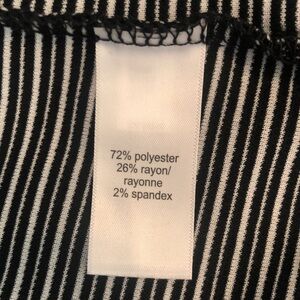 72% polyester
26% rayon/
rayonne
2% spandex